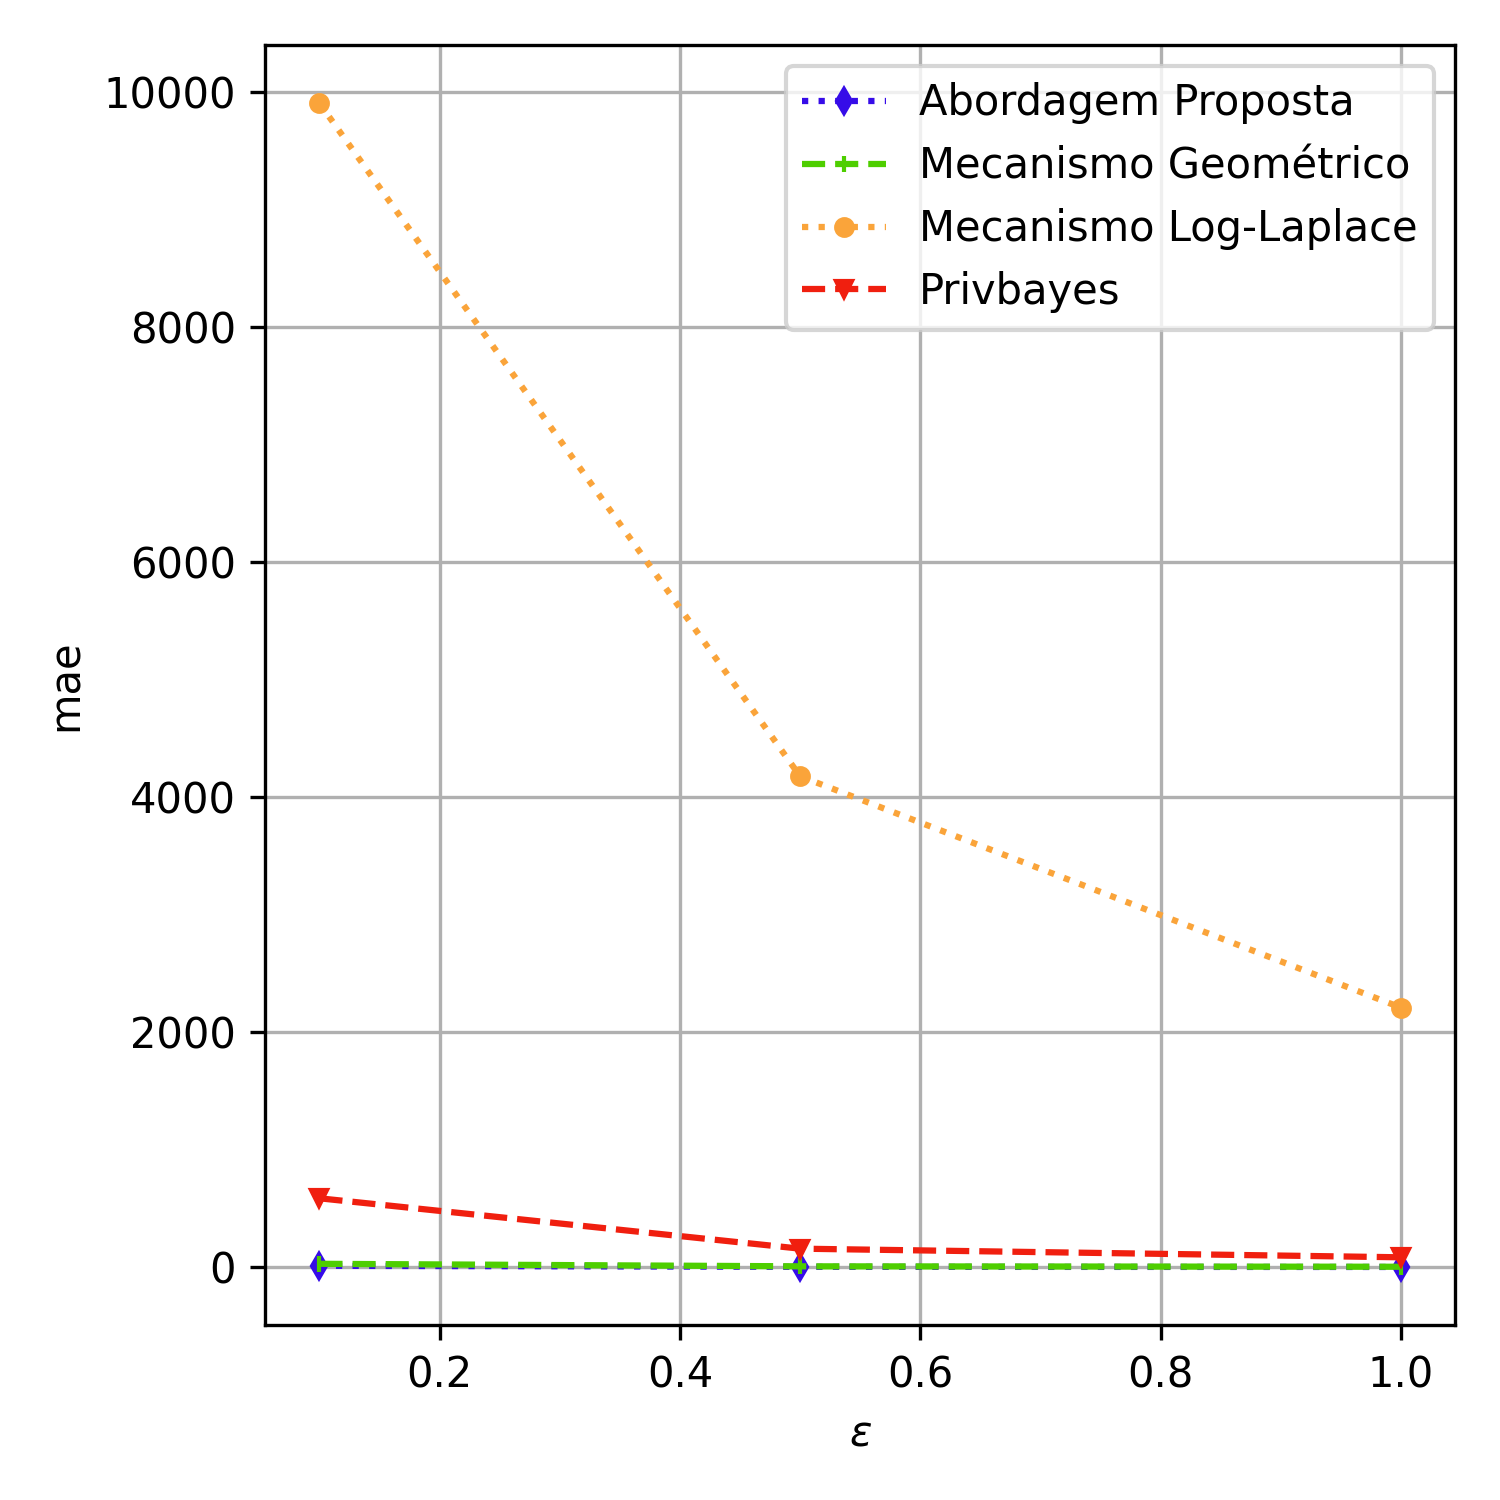 10000
8000
6000
4000
2000
0
mae
Abordagem Proposta
Mecanismo Geométrico
Mecanismo Log-Laplace
Privbayes
0.2 0.4 0.6 0.8 1.0
ε